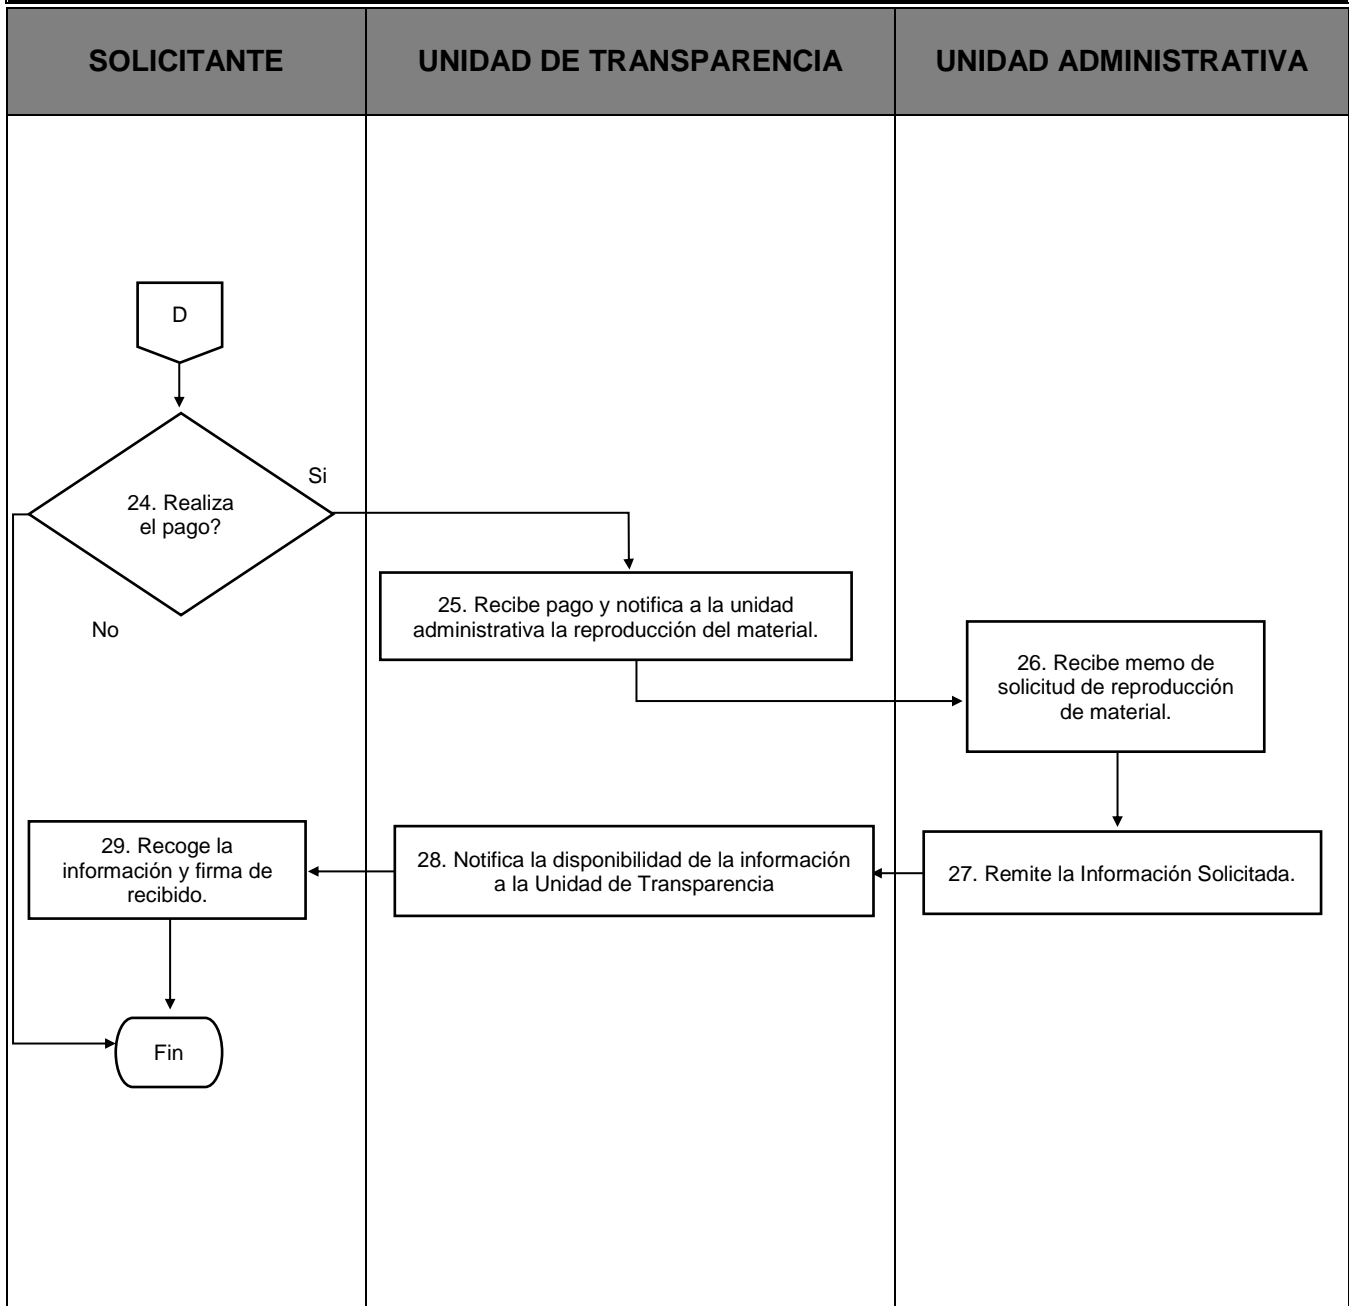 SOLICITANTE
UNIDAD DE TRANSPARENCIA
UNIDAD ADMINISTRATIVA
D
24. Realiza
el pago?
Si
No
25. Recibe pago y notifica a la unidad
administrativa la reproducción del material.
26. Recibe memo de
solicitud de reproducción
de material.
27. Remite la Información Solicitada.
28. Notifica la disponibilidad de la información
a la Unidad de Transparencia
29. Recoge la
información y firma de
recibido.
Fin